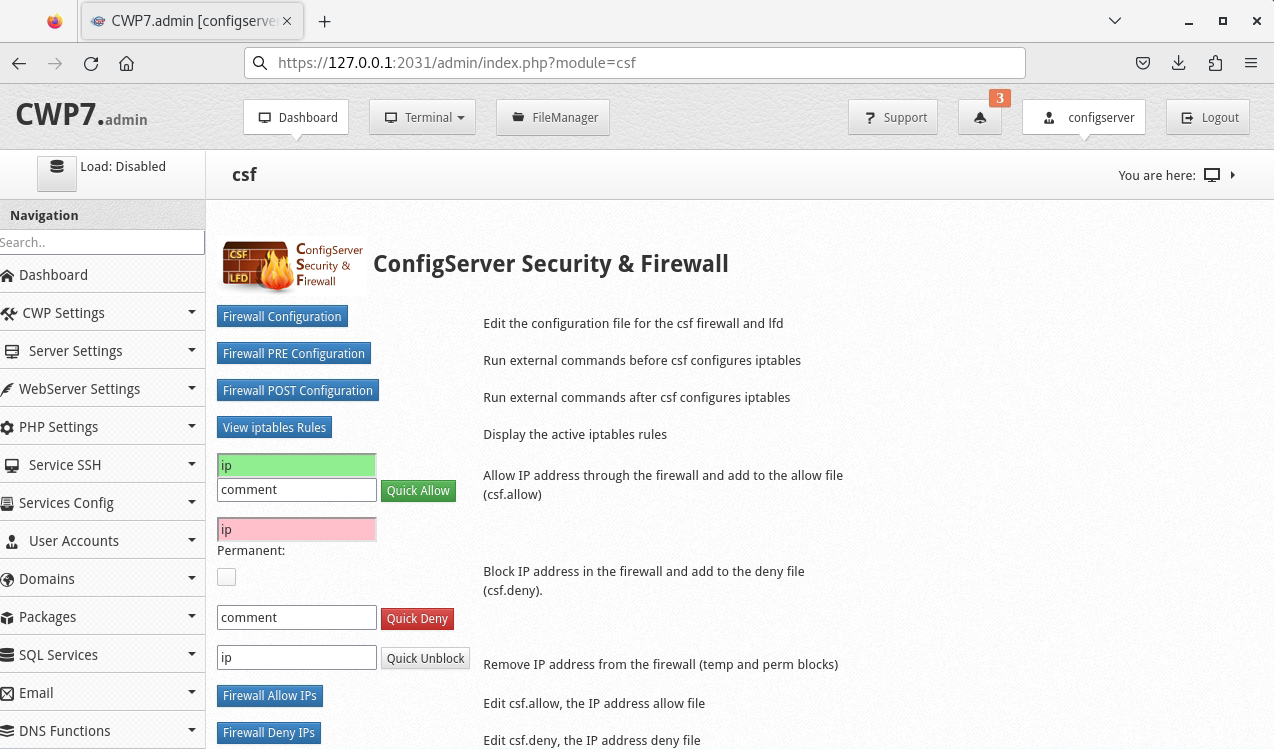 CWP7.admin [configserve
https://127.0.0.1:2031/admin/index.php?module=csf
CWP7.admin
Dashboard
Terminal
FileManager
Support
3
configserver
Logout
Load: Disabled
csf
You are here:
Navigation
Search..
Dashboard
CWP Settings
Server Settings
WebServer Settings
PHP Settings
Service SSH
Services Config
User Accounts
Domains
Packages
SQL Services
Email
DNS Functions
CSF
LFD
ConfigServer
Security &
Firewall
ConfigServer Security & Firewall
Firewall Configuration
Edit the configuration file for the csf firewall and lfd
Firewall PRE Configuration
Run external commands before csf configures iptables
Firewall POST Configuration
Run external commands after csf configures iptables
View iptables Rules
Display the active iptables rules
ip
comment
Quick Allow
Allow IP address through the firewall and add to the allow file
(csf.allow)
ip
Permanent:
Block IP address in the firewall and add to the deny file
(csf.deny).
comment
Quick Deny
ip
Quick Unblock
Remove IP address from the firewall (temp and perm blocks)
Firewall Allow IPs
Edit csf.allow, the IP address allow file
Firewall Deny IPs
Edit csf.deny, the IP address deny file